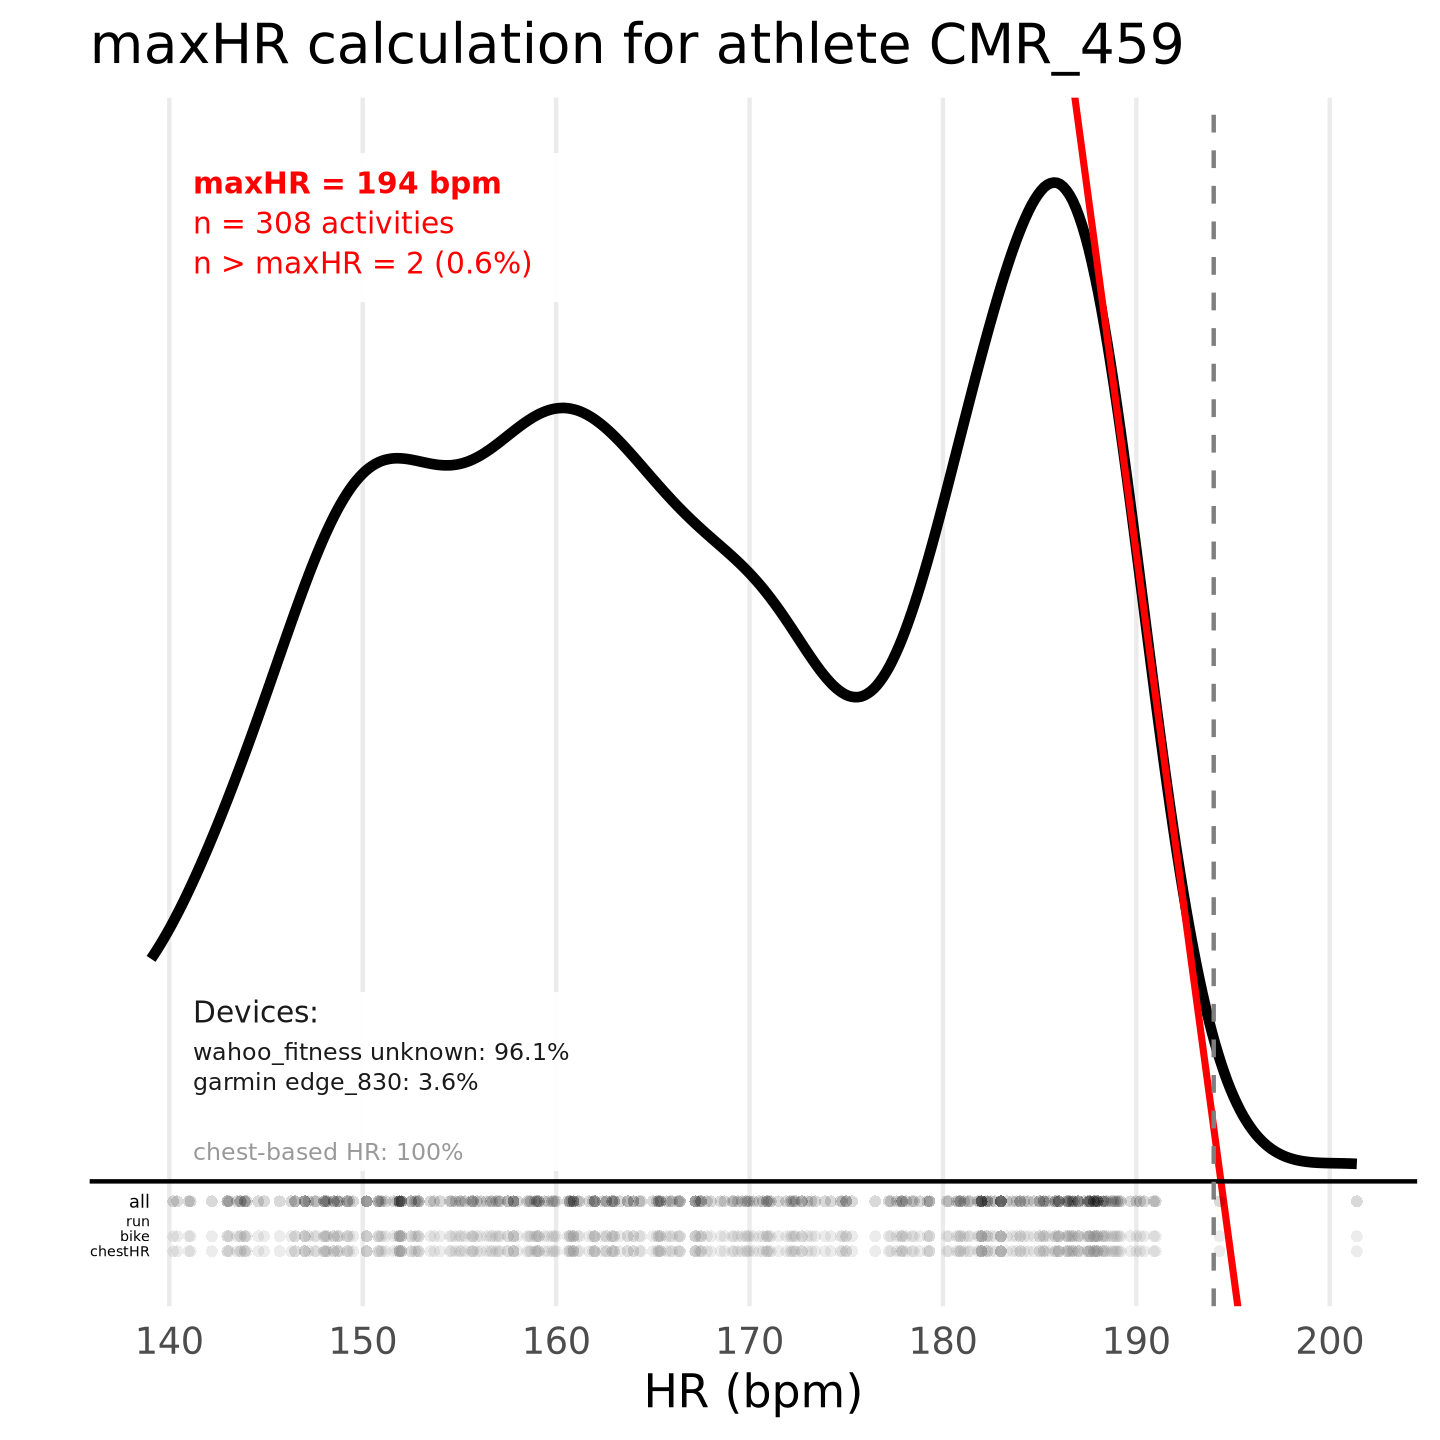 maxHR calculation for athlete CMR_459
maxHR = 194 bpm
n = 308 activities
n > maxHR = 2 (0.6%)
Devices:
wahoo_fitness unknown: 96.1%
garmin edge_830: 3.6%
chest-based HR: 100%
all
run
bike
chestHR
140 150 160 170 180 190 200
HR (bpm)